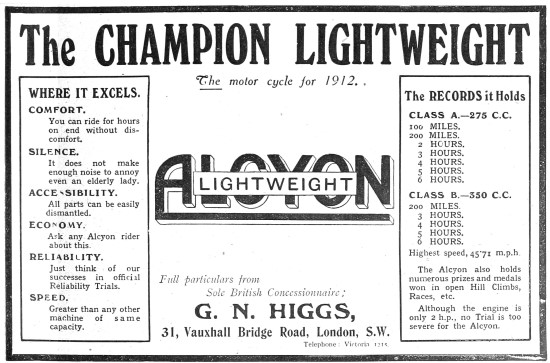 The CHAMPION LIGHTWEIGHT
The motor cycle for 1912.
WHERE IT EXCELS.
COMFORT.
You can ride for hours
on end without dis-
comfort.
SILENCE.
It does not make
enough noise to annoy
even an elderly lady.
ACCESSIBILITY.
All parts can be easily
dismantled.
ECONOMY.
Ask any Alcyon rider
about this.
RELIABILITY.
Just think of our
successes in official
Reliability Trials.
SPEED.
Greater than any other
machine of same
capacity.
ALCYON
LIGHTWEIGHT
Full particulars from
Sole British Concessionnaire;
G. N. HIGGS,
31, Vauxhall Bridge Road, London, S.W.
Telephone: Victoria
The RECORDS it Holds
CLASS A.—275 C.C.
100 MILES.
200 MILES.
2 HOURS.
3 HOURS.
4 HOURS.
5 HOURS.
6 HOURS.
CLASS B.—350 C.C.
200 MILES.
3 HOURS.
4 HOURS.
5 HOURS.
6 HOURS.
Highest speed, 45·71 m.p.h.
The Alcyon also holds
numerous prizes and medals
won in open Hill Climbs,
Races, etc.
Although the engine is
only 2 h.p., no Trial is too
severe for the Alcyon.